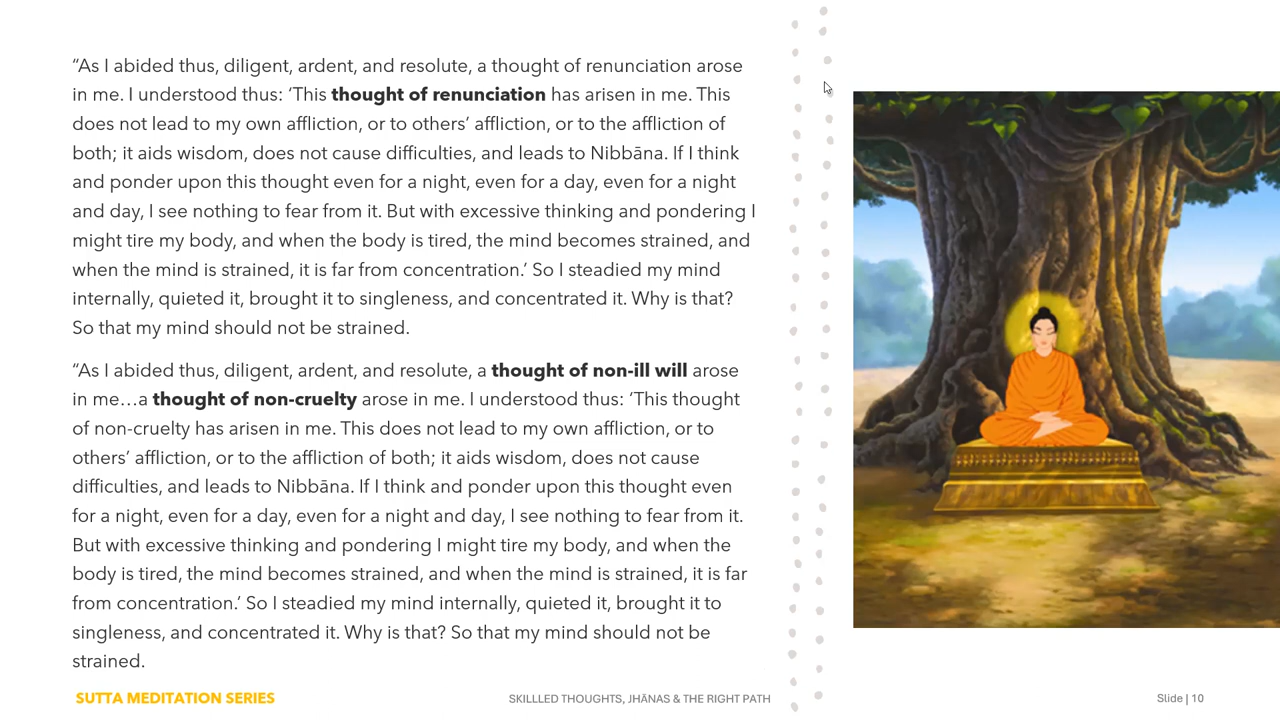 “As I abided thus, diligent, ardent, and resolute, a thought of renunciation arose
in me. I understood thus: ‘This thought of renunciation has arisen in me. This
does not lead to my own affliction, or to others’ affliction, or to the affliction of
both; it aids wisdom, does not cause difficulties, and leads to Nibbāna. If I think
and ponder upon this thought even for a night, even for a day, even for a night
and day, I see nothing to fear from it. But with excessive thinking and pondering I
might tire my body, and when the body is tired, the mind becomes strained, and
when the mind is strained, it is far from concentration.’ So I steadied my mind
internally, quieted it, brought it to singleness, and concentrated it. Why is that?
So that my mind should not be strained.
“As I abided thus, diligent, ardent, and resolute, a thought of non-ill will arose
in me…a thought of non-cruelty arose in me. I understood thus: ‘This thought
of non-cruelty has arisen in me. This does not lead to my own affliction, or to
others’ affliction, or to the affliction of both; it aids wisdom, does not cause
difficulties, and leads to Nibbāna. If I think and ponder upon this thought even
for a night, even for a day, even for a night and day, I see nothing to fear from it.
But with excessive thinking and pondering I might tire my body, and when the
body is tired, the mind becomes strained, and when the mind is strained, it is far
from concentration.’ So I steadied my mind internally, quieted it, brought it to
singleness, and concentrated it. Why is that? So that my mind should not be
strained.
SUTTA MEDITATION SERIES
SKILLLED THOUGHTS, JHĀNAS & THE RIGHT PATH
Slide | 10